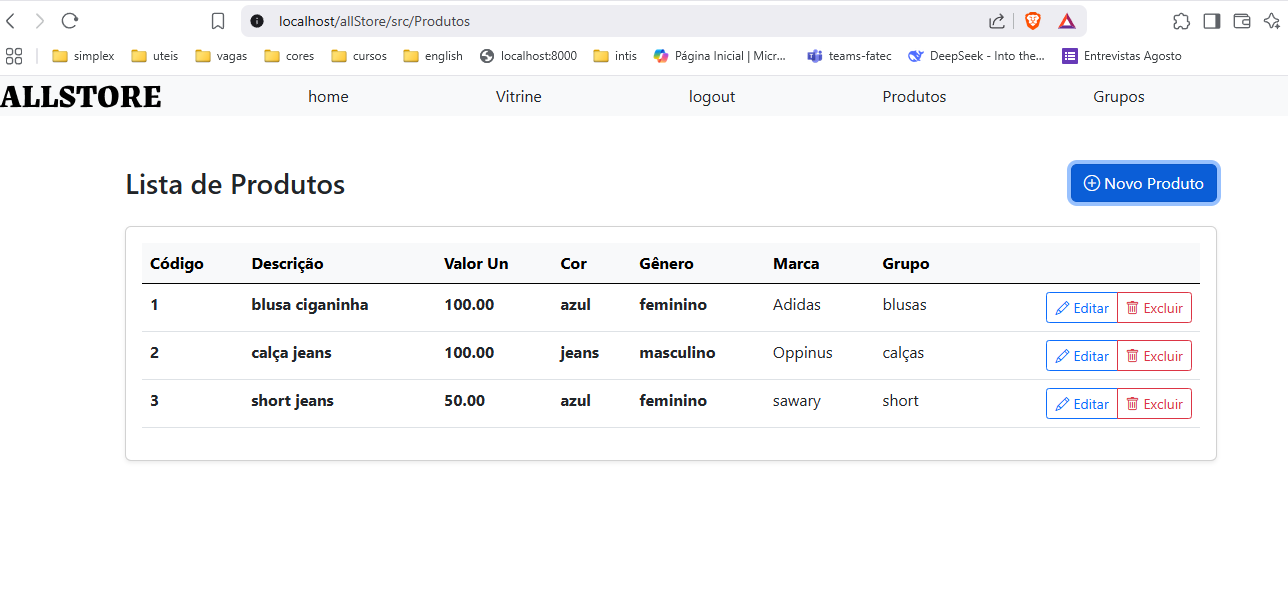 localhost/allStore/src/Produtos
simplex uteis vagas cores cursos english localhost:8000 intis Página Inicial | Micr... teams-fatec DeepSeek - Into the... Entrevistas Agosto
ALLSTORE home Vitrine logout Produtos Grupos
Lista de Produtos Novo Produto
Código Descrição Valor Un Cor Gênero Marca Grupo
1 blusa ciganinha 100.00 azul feminino Adidas blusas Editar Excluir
2 calça jeans 100.00 jeans masculino Oppinus calças Editar Excluir
3 short jeans 50.00 azul feminino sawary short Editar Excluir